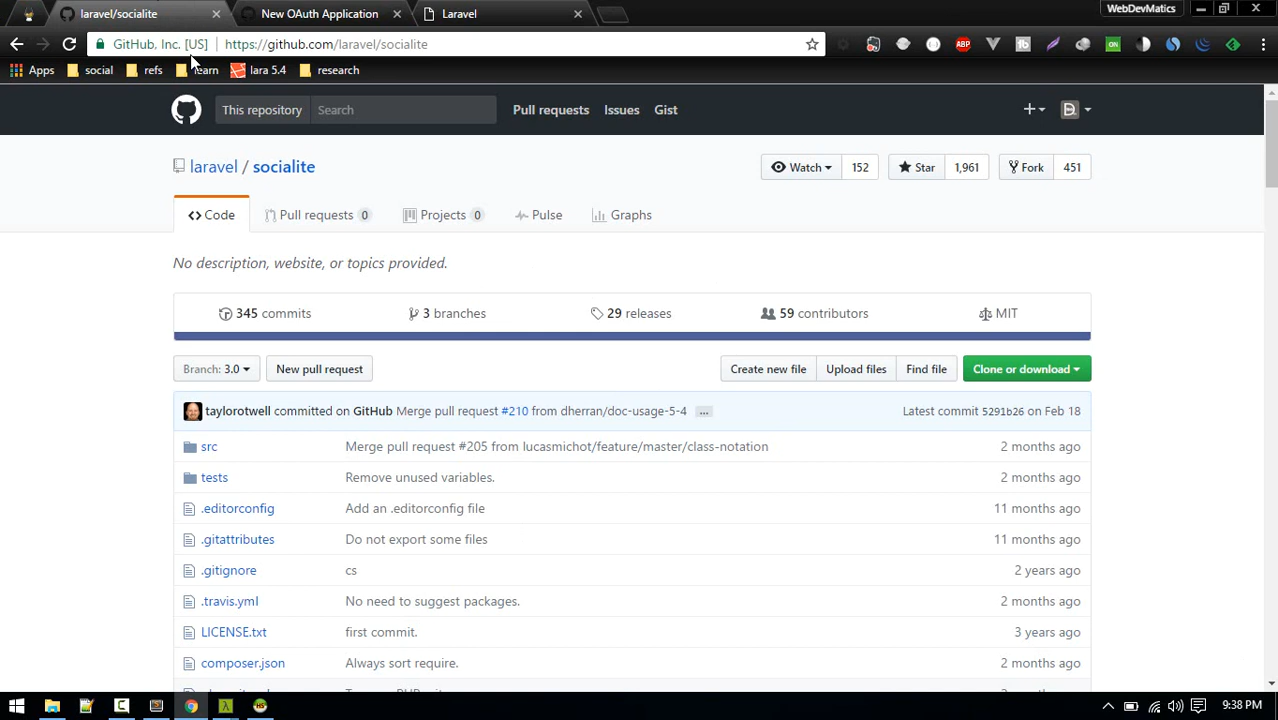 laravel/socialite
New OAuth Application
Laravel
WebDevMatics
GitHub, Inc. [US] | https://github.com/laravel/socialite
ABP
ON
Apps social refs learn lara 5.4 research
This repository Search Pull requests Issues Gist
laravel / socialite
Watch 152 Star 1,961 Fork 451
Code Pull requests 0 Projects 0 Pulse Graphs
No description, website, or topics provided.
345 commits 3 branches 29 releases 59 contributors MIT
Branch: 3.0 New pull request Create new file Upload files Find file Clone or download
taylorotwell committed on GitHub Merge pull request #210 from dherran/doc-usage-5-4 ... Latest commit 5291b26 on Feb 18
src Merge pull request #205 from lucasmichot/feature/master/class-notation 2 months ago
tests Remove unused variables. 2 months ago
.editorconfig Add an .editorconfig file 11 months ago
.gitattributes Do not export some files 11 months ago
.gitignore cs 2 years ago
.travis.yml No need to suggest packages. 2 months ago
LICENSE.txt first commit. 3 years ago
composer.json Always sort require. 2 months ago
9:38 PM